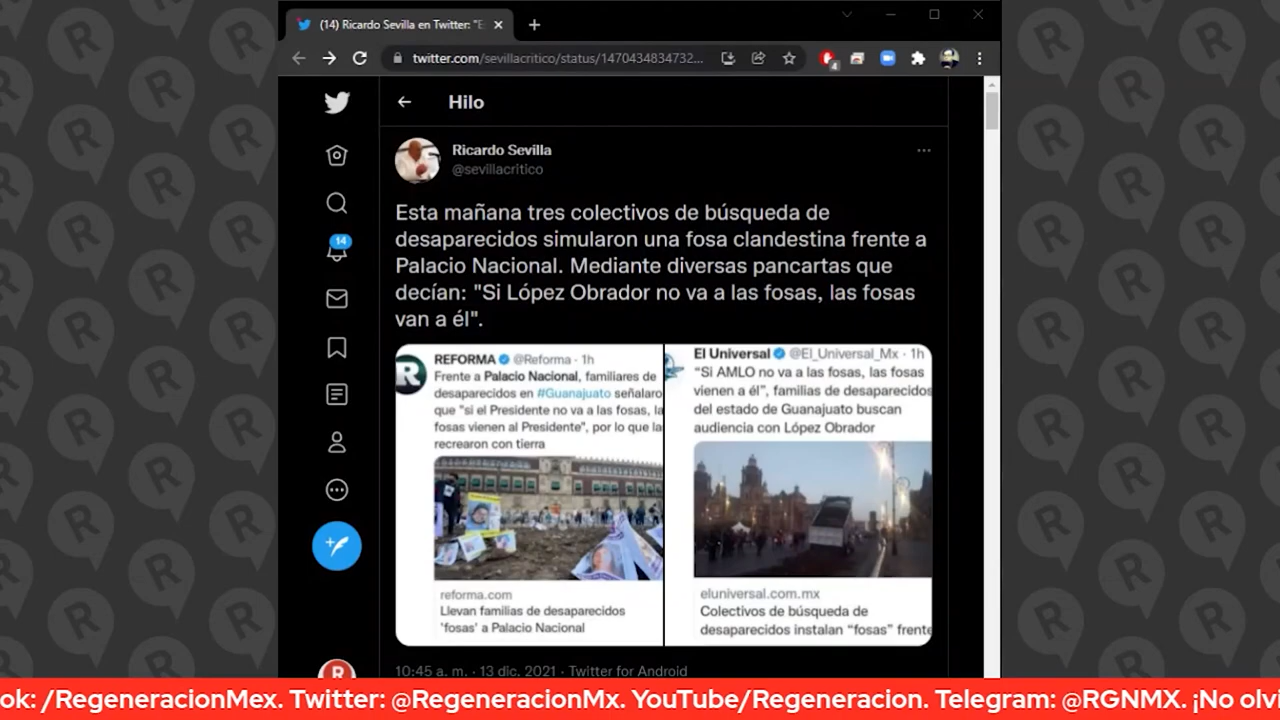 (14) Ricardo Sevilla en Twitter: "E
twitter.com/sevillacritico/status/1470434834732...
4
Hilo
Ricardo Sevilla
@sevillacritico
14
Esta mañana tres colectivos de búsqueda de
desaparecidos simularon una fosa clandestina frente a
Palacio Nacional. Mediante diversas pancartas que
decían: "Si López Obrador no va a las fosas, las fosas
van a él".
REFORMA @Reforma · 1h
Frente a Palacio Nacional, familiares de
desaparecidos en #Guanajuato señalaro
que "si el Presidente no va a las fosas, la
fosas vienen al Presidente", por lo que la
recrearon con tierra
reforma.com
Llevan familias de desaparecidos
'fosas' a Palacio Nacional
El Universal @El_Universal_Mx · 1h
"Si AMLO no va a las fosas, las fosas
vienen a él", familias de desaparecidos
del estado de Guanajuato buscan
audiencia con López Obrador
eluniversal.com.mx
Colectivos de búsqueda de
desaparecidos instalan "fosas" frente
10:45 a. m. · 13 dic. 2021 · Twitter for Android
ok: /RegeneracionMex. Twitter: @RegeneracionMx. YouTube/Regeneracion. Telegram: @RGNMX. ¡No olvi